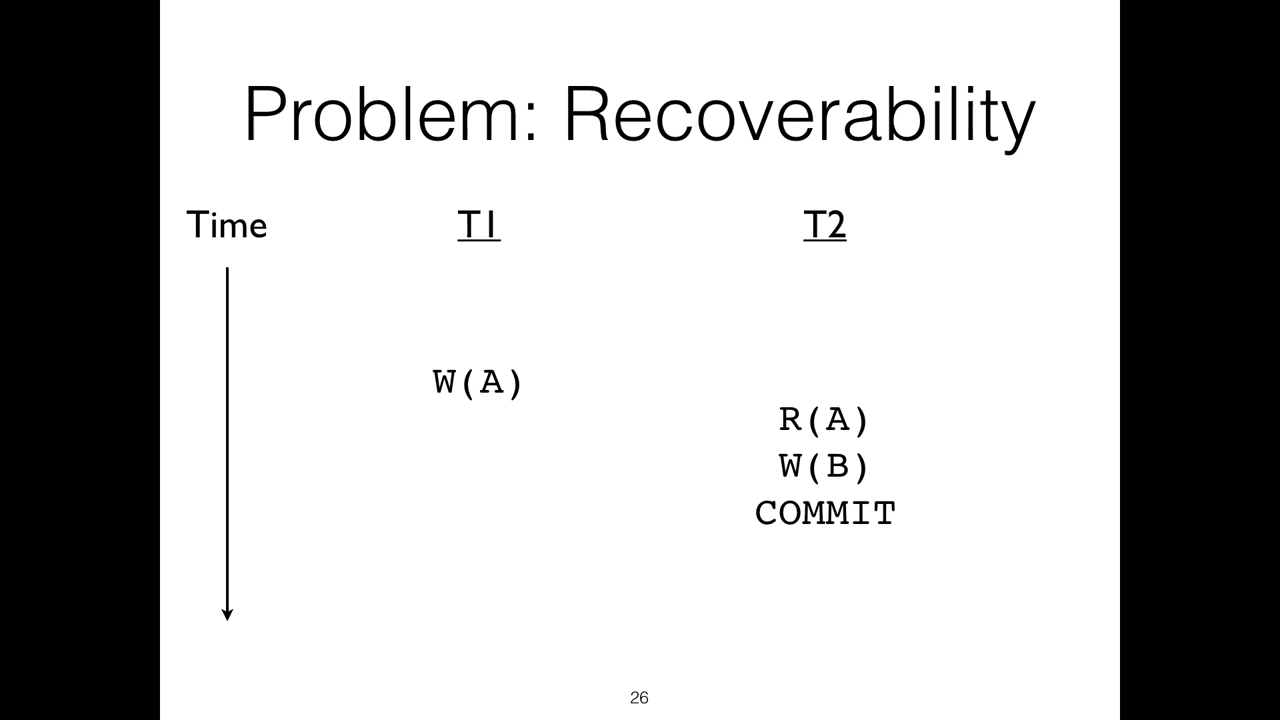 Problem: Recoverability
Time T1 T2
W(A)
R(A)
W(B)
COMMIT
26